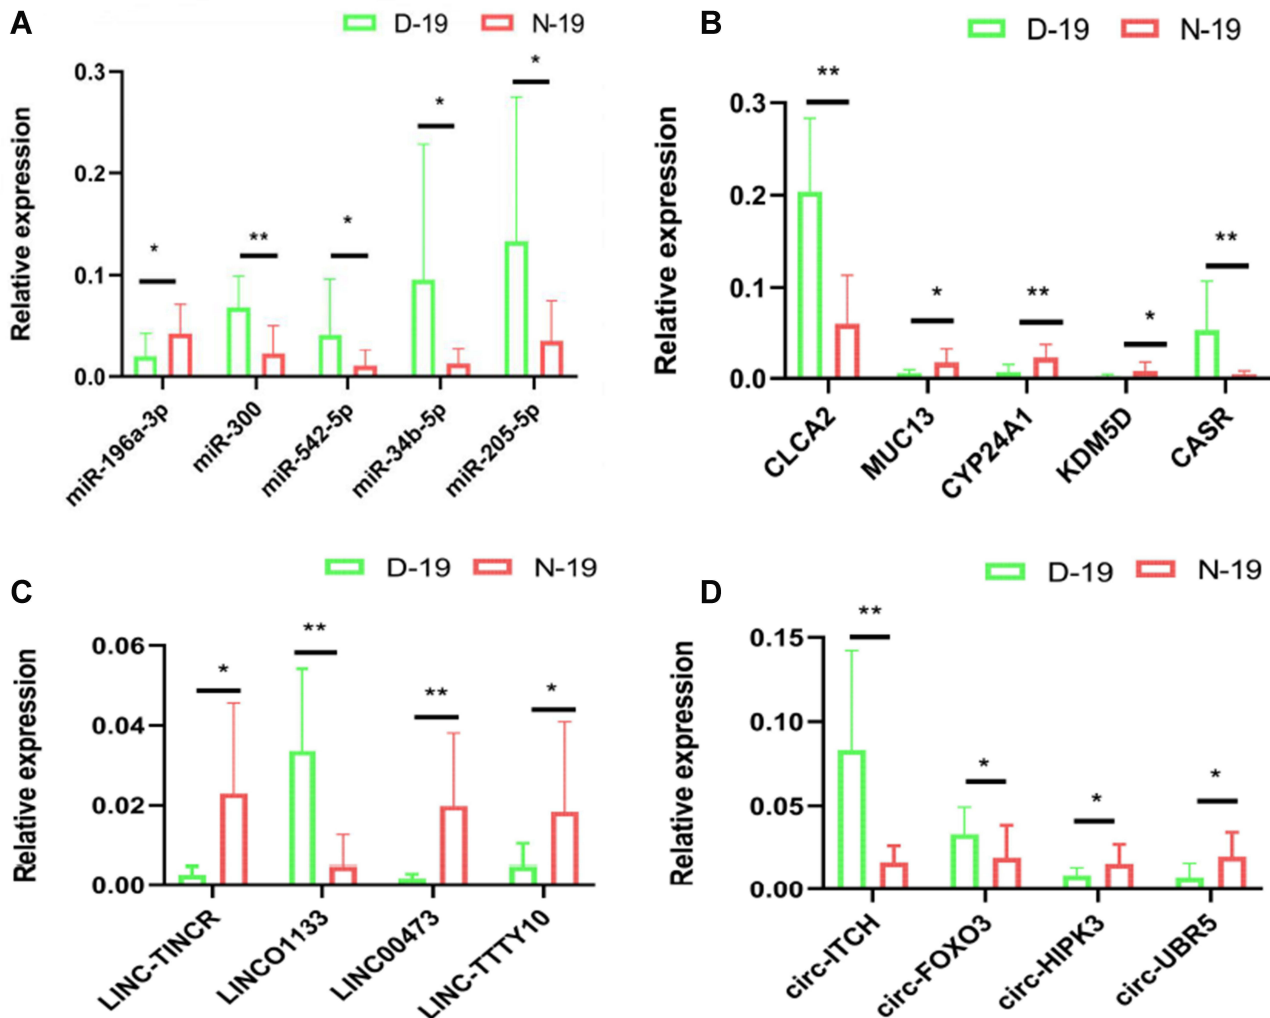 A
D-19 N-19
Relative expression
0.3
0.2
0.1
0.0
*
**
*
*
*
miR-196a-3p
miR-300
miR-542-5p
miR-34b-5p
miR-205-5p
B
D-19 N-19
Relative expression
0.3
0.2
0.1
0.0
**
*
**
*
**
CLCA2
MUC13
CYP24A1
KDM5D
CASR
C
D-19 N-19
Relative expression
0.06
0.04
0.02
0.00
*
**
**
*
LINC-TINCR
LINCO1133
LINC00473
LINC-TTTY10
D
D-19 N-19
Relative expression
0.15
0.10
0.05
0.00
**
*
*
*
circ-ITCH
circ-FOXO3
circ-HIPK3
circ-UBR5